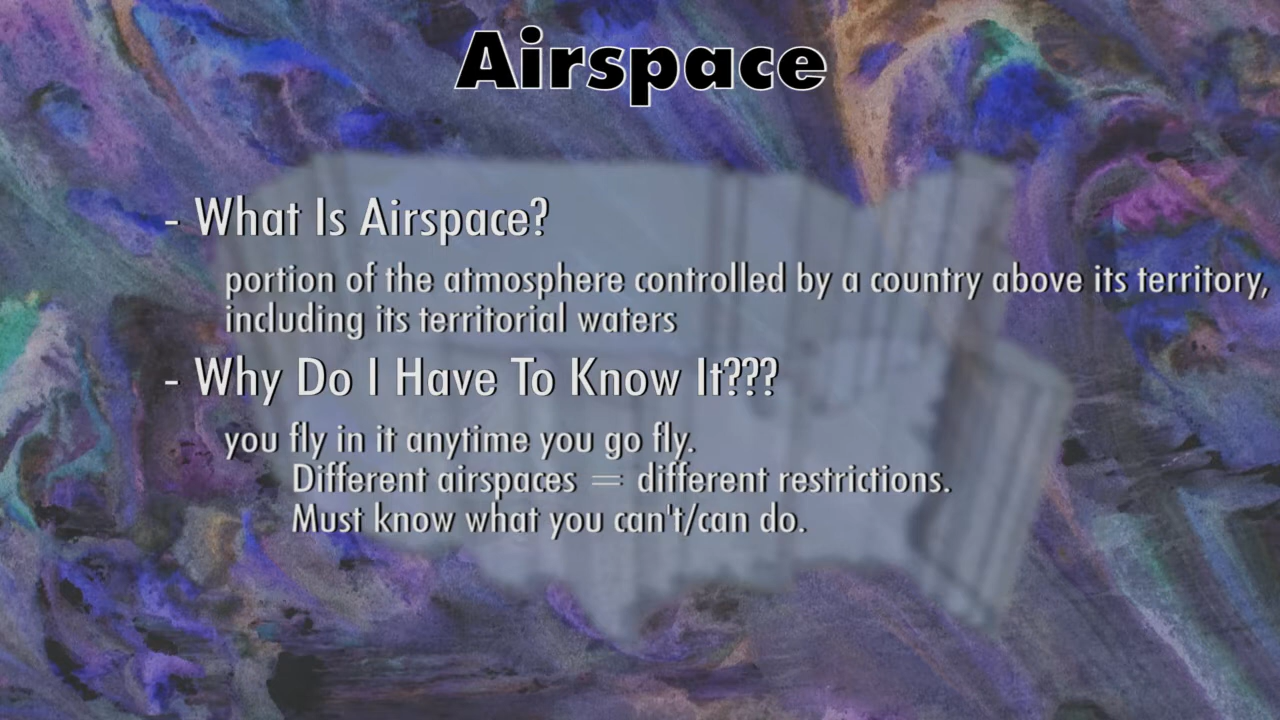 Airspace
- What Is Airspace?
portion of the atmosphere controlled by a country above its territory,
including its territorial waters
- Why Do I Have To Know It???
you fly in it anytime you go fly.
Different airspaces = different restrictions.
Must know what you can't/can do.